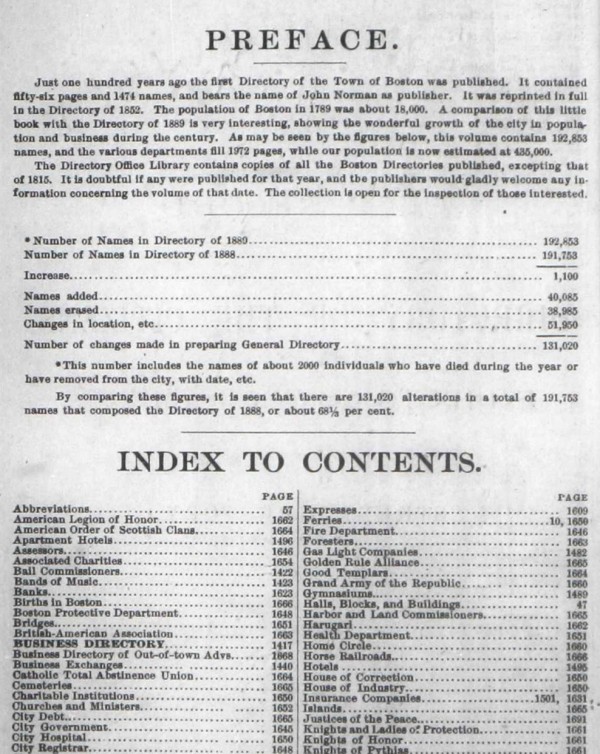 PREFACE.
Just one hundred years ago the first Directory of the Town of Boston was published. It contained
fifty-six pages and 1474 names, and bears the name of John Norman as publisher. It was reprinted in full
in the Directory of 1852. The population of Boston in 1789 was about 18,000. A comparison of this little
book with the Directory of 1889 is very interesting, showing the wonderful growth of the city in popula-
tion and business during the century. As may be seen by the figures below, this volume contains 192,853
names, and the various departments fill 1972 pages, while our population is now estimated at 435,000.
The Directory Office Library contains copies of all the Boston Directories published, excepting that
of 1815. It is doubtful if any were published for that year, and the publishers would gladly welcome any in-
formation concerning the volume of that date. The collection is open for the inspection of those interested.
* Number of Names in Directory of 1889 192,853
Number of Names in Directory of 1888 191,753
Increase 1,100
Names added 40,085
Names erased 38,985
Changes in location, etc. 51,950
Number of changes made in preparing General Directory 131,020
* This number includes the names of about 2000 individuals who have died during the year or
have removed from the city, with date, etc.
By comparing these figures, it is seen that there are 131,020 alterations in a total of 191,753
names that composed the Directory of 1888, or about 68⅓ per cent.
INDEX TO CONTENTS.
PAGE
Abbreviations 57
American Legion of Honor 1662
American Order of Scottish Clans 1664
Apartment Hotels 1496
Assessors 1646
Associated Charities 1654
Bail Commissioners 1422
Bands of Music 1423
Banks 1623
Births in Boston 1666
Boston Protective Department 1648
Bridges 1651
British-American Association 1663
BUSINESS DIRECTORY 1417
Business Directory of Out-of-town Advs. 1868
Business Exchanges 1440
Catholic Total Abstinence Union 1664
Cemeteries 1665
Charitable Institutions 1650
Churches and Ministers 1652
City Debt 1665
City Government 1645
City Hospital 1650
City Registrar 1648
PAGE
Expresses 1609
Ferries 10, 1650
Fire Department 1646
Foresters 1663
Gas Light Companies 1482
Golden Rule Alliance 1665
Good Templars 1664
Grand Army of the Republic 1660
Gymnasiums 1489
Halls, Blocks, and Buildings 47
Harbor and Land Commissioners 1665
Harugari 1662
Health Department 1651
Home Circle 1660
Horse Railroads 1666
Hotels 1495
House of Correction 1650
House of Industry 1650
Insurance Companies 1501, 1631
Islands 1665
Justices of the Peace 1691
Knights and Ladies of Protection 1661
Knights of Honor 1661
Knights of Pythias 1661